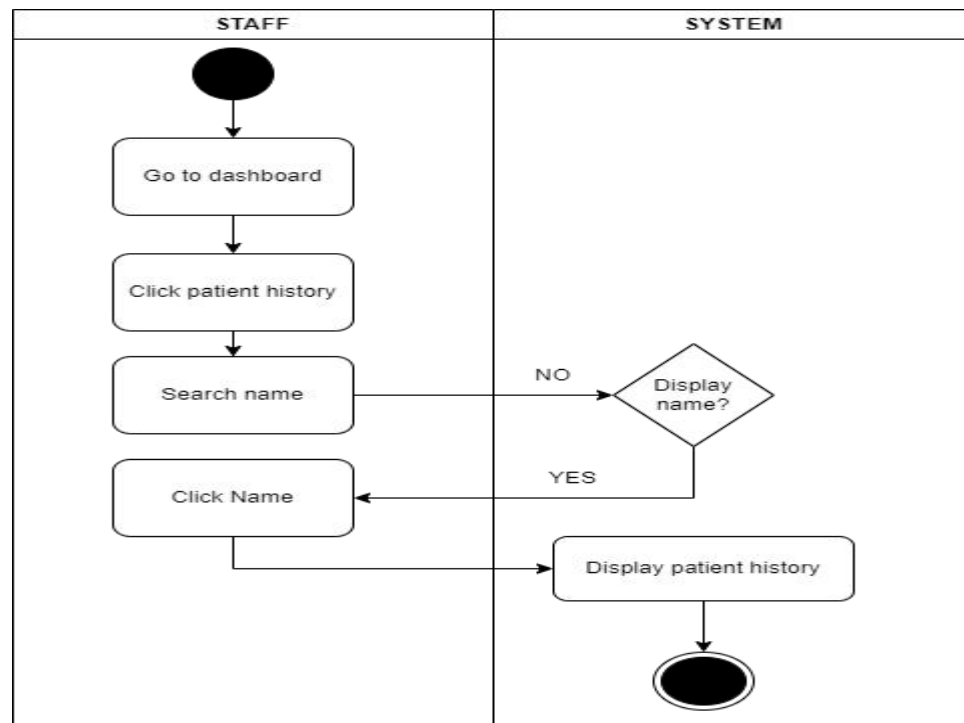 STAFF
SYSTEM
Go to dashboard
Click patient history
Search name
NO
Display
name?
YES
Click Name
Display patient history